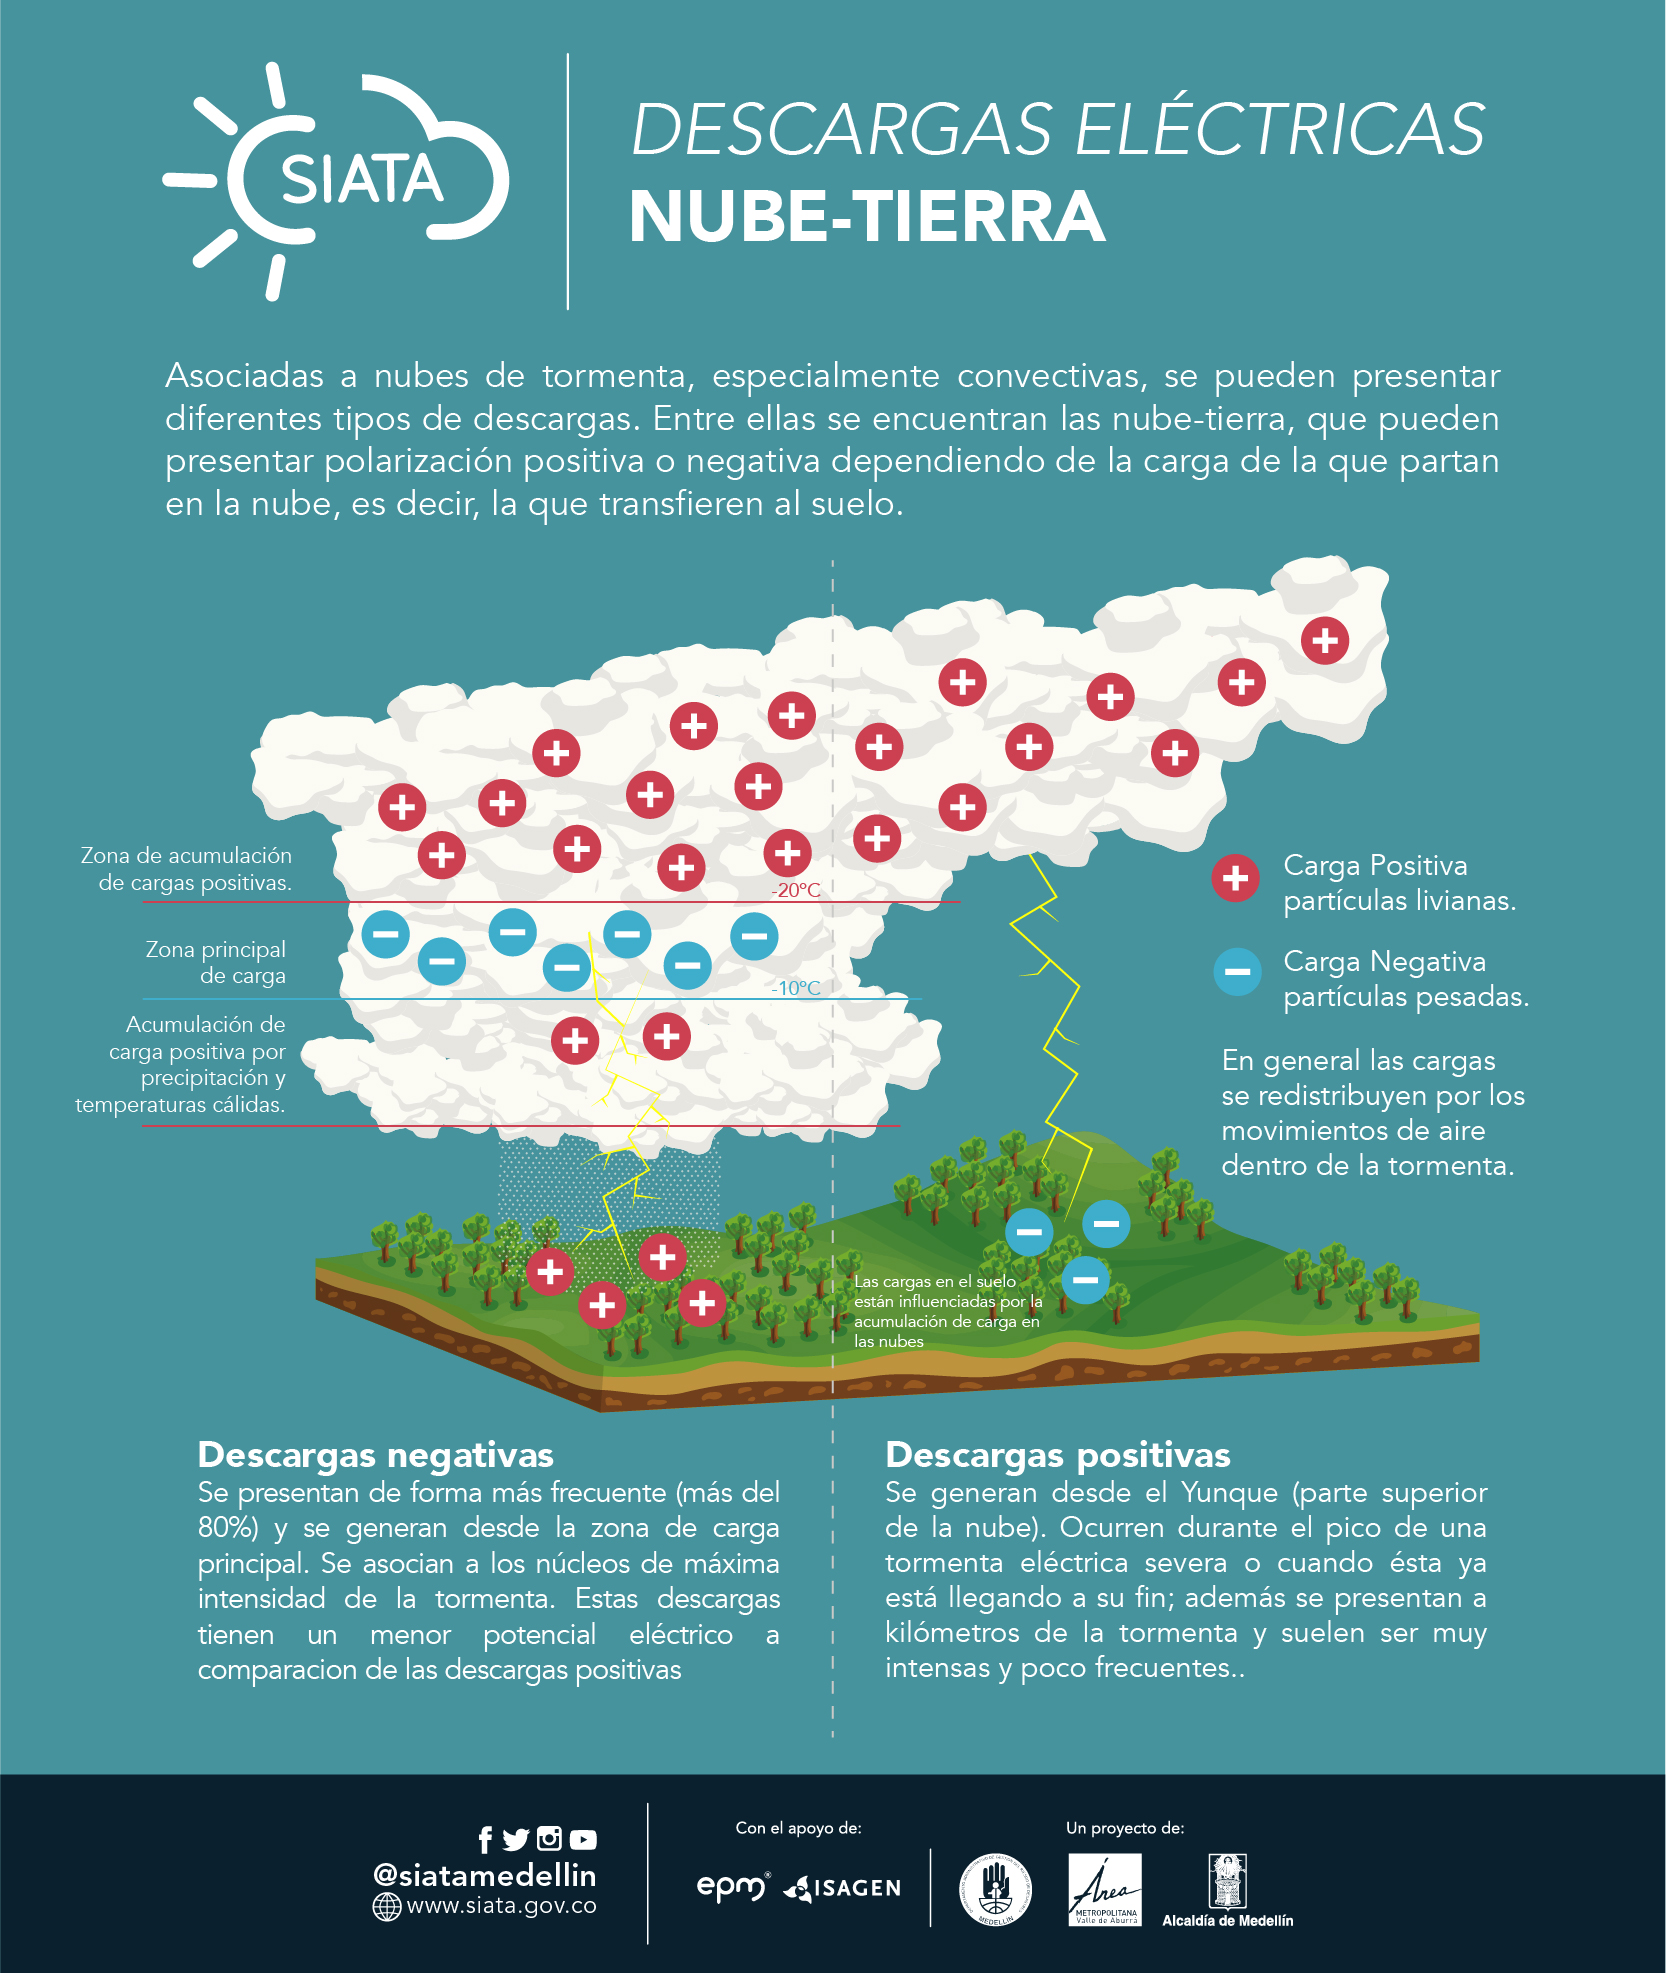 SIATA
DESCARGAS ELÉCTRICAS
NUBE-TIERRA
Asociadas a nubes de tormenta, especialmente convectivas, se pueden presentar
diferentes tipos de descargas. Entre ellas se encuentran las nube-tierra, que pueden
presentar polarización positiva o negativa dependiendo de la carga de la que partan
en la nube, es decir, la que transfieren al suelo.
Zona de acumulación
de cargas positivas.
-20ºC
Zona principal
de carga
-10ºC
Acumulación de
carga positiva por
precipitación y
temperaturas cálidas.
Carga Positiva
partículas livianas.
Carga Negativa
partículas pesadas.
En general las cargas
se redistribuyen por los
movimientos de aire
dentro de la tormenta.
Las cargas en el suelo
están influenciadas por la
acumulación de carga en
las nubes
Descargas negativas
Se presentan de forma más frecuente (más del
80%) y se generan desde la zona de carga
principal. Se asocian a los núcleos de máxima
intensidad de la tormenta. Estas descargas
tienen un menor potencial eléctrico a
comparacion de las descargas positivas
Descargas positivas
Se generan desde el Yunque (parte superior
de la nube). Ocurren durante el pico de una
tormenta eléctrica severa o cuando ésta ya
está llegando a su fin; además se presentan a
kilómetros de la tormenta y suelen ser muy
intensas y poco frecuentes..
@siatamedellin
www.siata.gov.co
Con el apoyo de:
epm®
ISAGEN
Un proyecto de:
MEDELLÍN
Área
METROPOLITANA
Valle de Aburrá
Alcaldía de Medellín